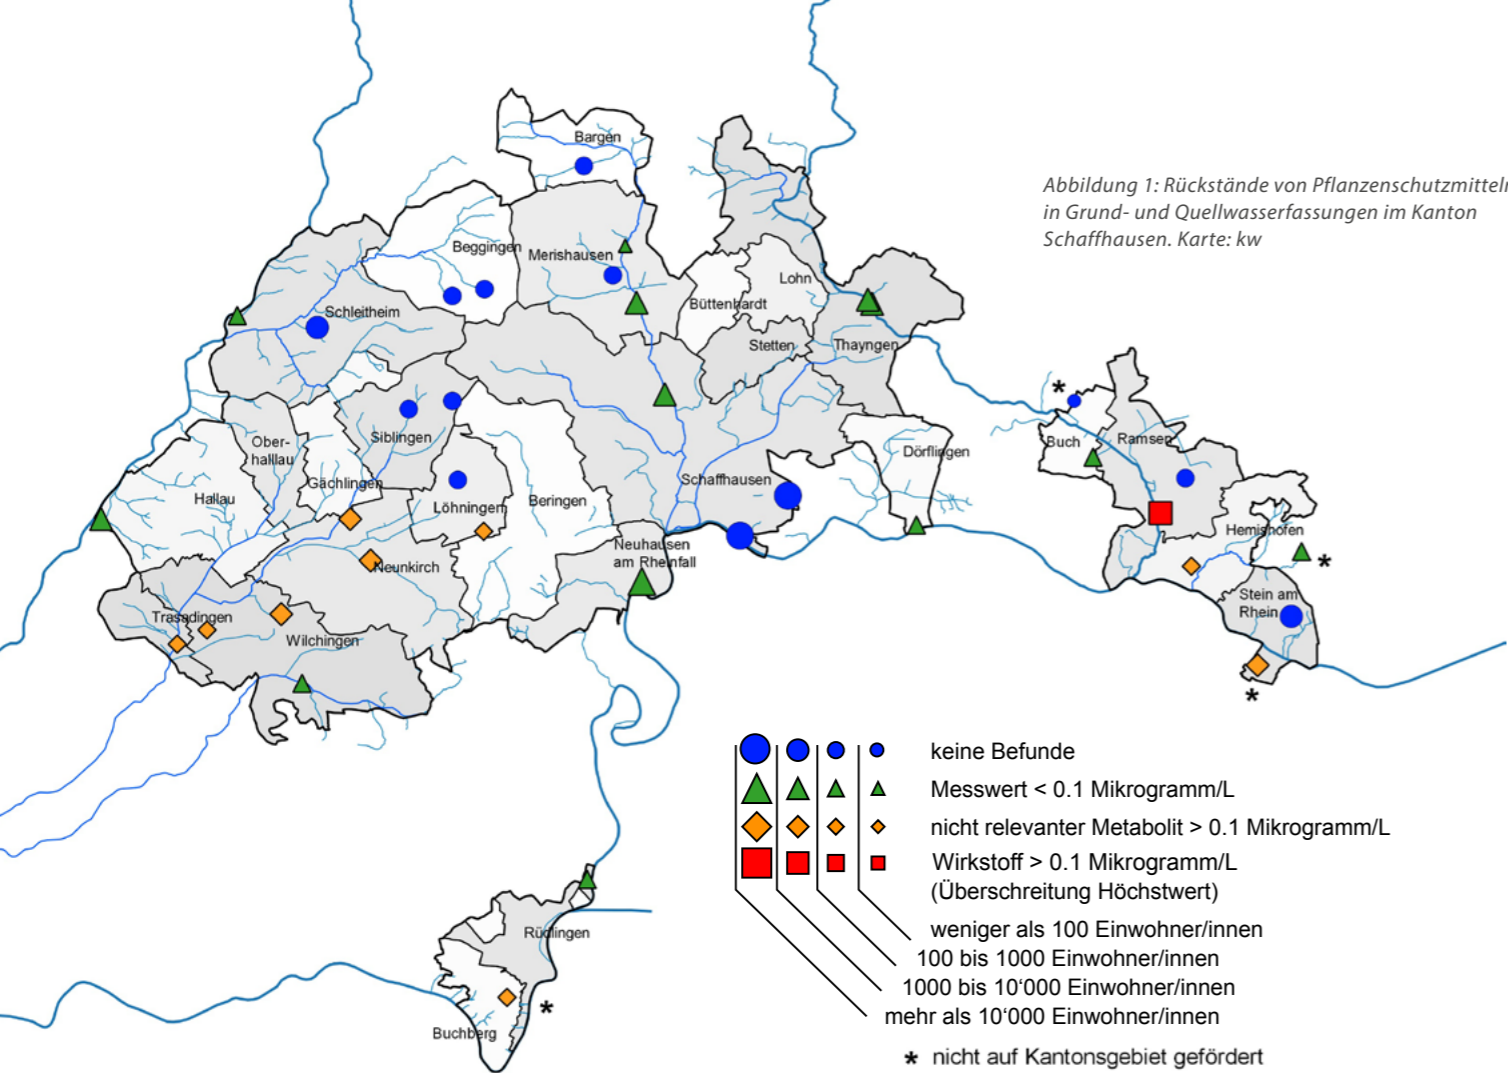 Bargen
Abbildung 1: Rückstände von Pflanzenschutzmitteln
in Grund- und Quellwasserfassungen im Kanton
Schaffhausen. Karte: kw
Beggingen
Merishausen
Lohn
Büttenhardt
Schleitheim
Stetten
Thayngen
*
Siblingen
Ober-
halllau
Buch
Ramsen
Dörflingen
Gächlingen
Schaffhausen
Hallau
Löhningen
Beringen
Hemishofen
Neuhausen
am Rheinfall
*
Neunkirch
Stein am
Rhein
Trasadingen
Wilchingen
*
keine Befunde
Messwert < 0.1 Mikrogramm/L
nicht relevanter Metabolit > 0.1 Mikrogramm/L
Wirkstoff > 0.1 Mikrogramm/L
(Überschreitung Höchstwert)
weniger als 100 Einwohner/innen
100 bis 1000 Einwohner/innen
1000 bis 10‘000 Einwohner/innen
mehr als 10‘000 Einwohner/innen
* nicht auf Kantonsgebiet gefördert
Rüdlingen
*
Buchberg